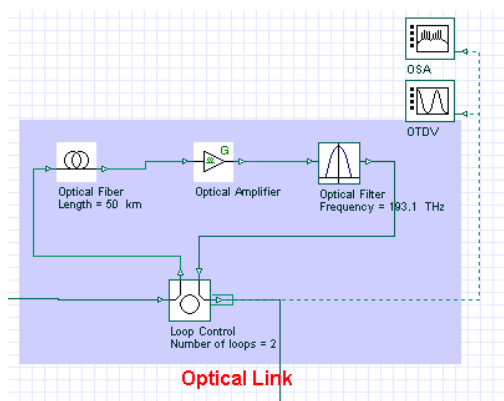 OSA
OTDV
G
Optical Fiber
Length = 50 km
Optical Amplifier
Optical Filter
Frequency = 193.1 THz
Loop Control
Number of loops = 2
Optical Link